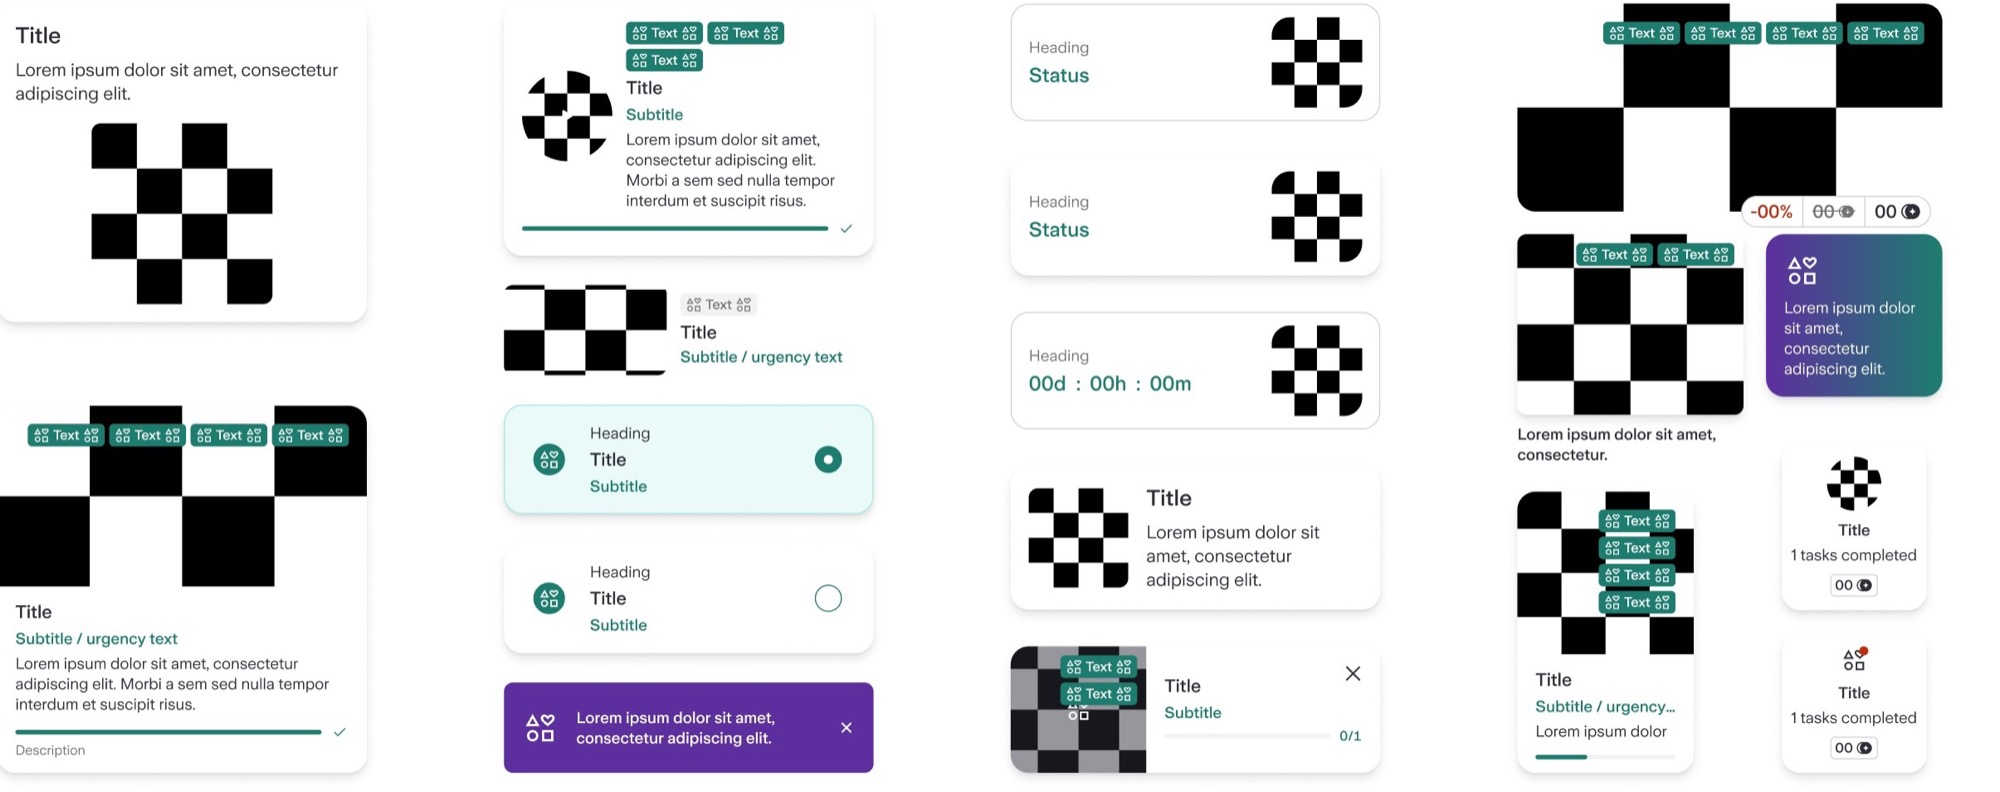 Title
Lorem ipsum dolor sit amet, consectetur
adipiscing elit.
Text Text Text Text
Title
Subtitle / urgency text
Lorem ipsum dolor sit amet, consectetur
adipiscing elit. Morbi a sem sed nulla tempor
interdum et suscipit risus.
Description
Text Text
Text
Title
Subtitle
Lorem ipsum dolor sit amet,
consectetur adipiscing elit.
Morbi a sem sed nulla tempor
interdum et suscipit risus.
Text
Title
Subtitle / urgency text
Heading
Title
Subtitle
Heading
Title
Subtitle
Lorem ipsum dolor sit amet,
consectetur adipiscing elit.
Heading
Status
Heading
Status
Heading
00d : 00h : 00m
Title
Lorem ipsum dolor sit
amet, consectetur
adipiscing elit.
Text
Text
Title
Subtitle
0/1
Text Text Text Text
-00% 00 00
Text Text
Lorem ipsum dolor sit amet,
consectetur.
Lorem ipsum dolor
sit amet,
consectetur
adipiscing elit.
Text
Text
Text
Text
Title
Subtitle / urgency...
Lorem ipsum dolor
Title
1 tasks completed
00
Title
1 tasks completed
00